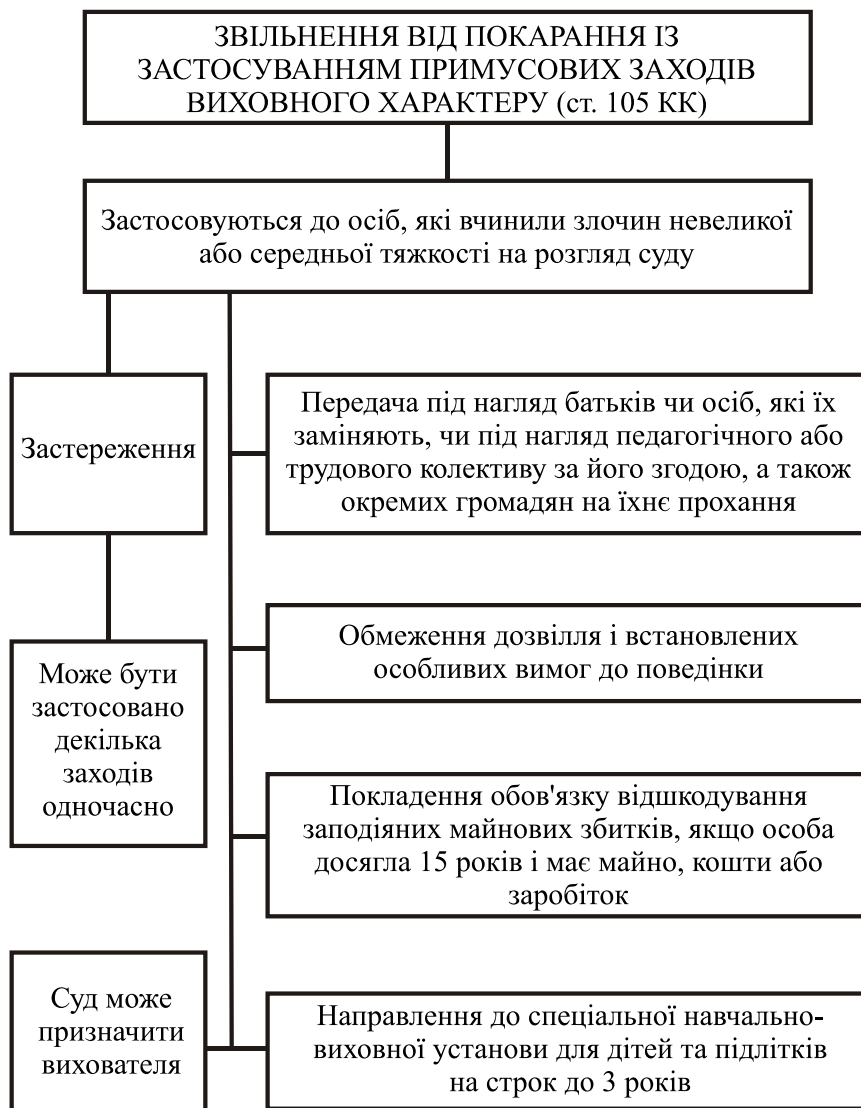 ЗВІЛЬНЕННЯ ВІД ПОКАРАННЯ ІЗ
ЗАСТОСУВАННЯМ ПРИМУСОВИХ ЗАХОДІВ
ВИХОВНОГО ХАРАКТЕРУ (ст. 105 КК)
Застосовуються до осіб, які вчинили злочин невеликої
або середньої тяжкості на розгляд суду
Застереження
Передача під нагляд батьків чи осіб, які їх
заміняють, чи під нагляд педагогічного або
трудового колективу за його згодою, а також
окремих громадян на їхнє прохання
Обмеження дозвілля і встановлених
особливих вимог до поведінки
Може бути
застосовано
декілька
заходів
одночасно
Покладення обов'язку відшкодування
заподіяних майнових збитків, якщо особа
досягла 15 років і має майно, кошти або
заробіток
Суд може
призначити
вихователя
Направлення до спеціальної навчально-
виховної установи для дітей та підлітків
на строк до 3 років